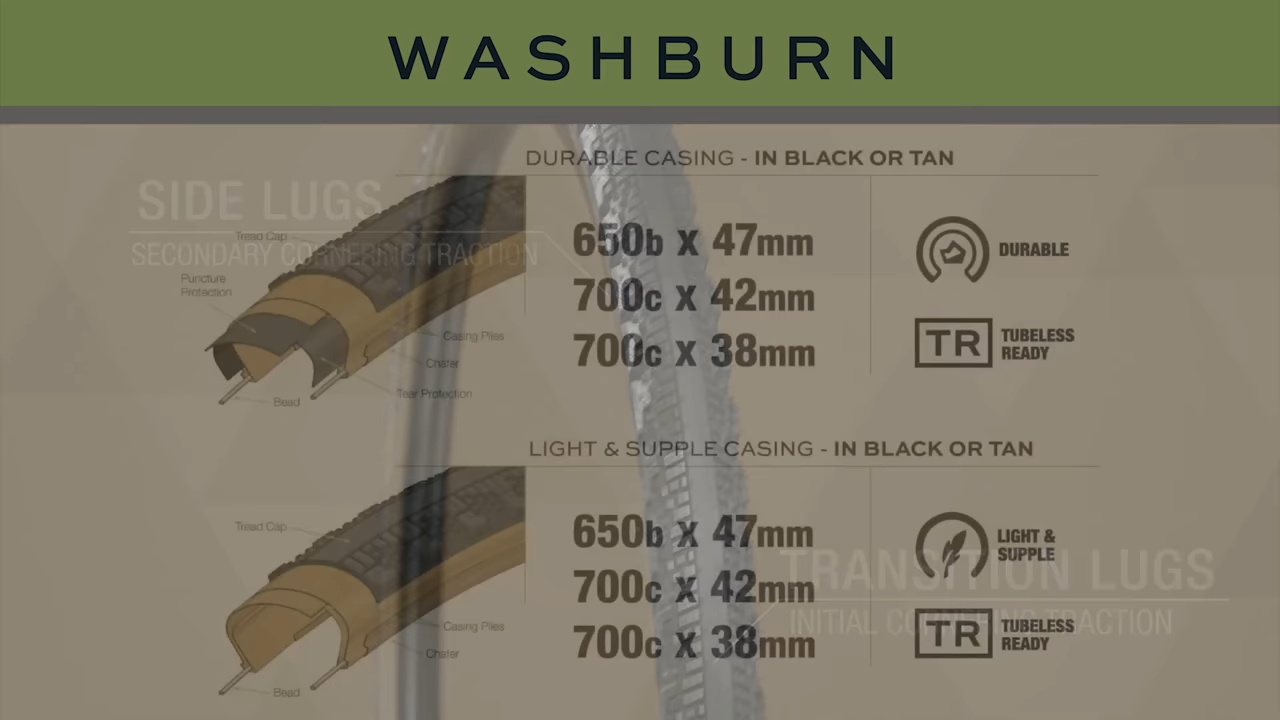 WASHBURN
DURABLE CASING - IN BLACK OR TAN
SIDE LUGS
SECONDARY CORNERING TRACTION
Tread Cap
Puncture
Protection
Casing Plies
Chafer
Tear Protection
Bead
650b x 47mm
700c x 42mm
700c x 38mm
DURABLE
TR
TUBELESS
READY
LIGHT & SUPPLE CASING - IN BLACK OR TAN
Tread Cap
Casing Plies
Chafer
Bead
650b x 47mm
700c x 42mm
700c x 38mm
LIGHT &
SUPPLE
TRANSITION LUGS
INITIAL CORNERING TRACTION
TR
TUBELESS
READY